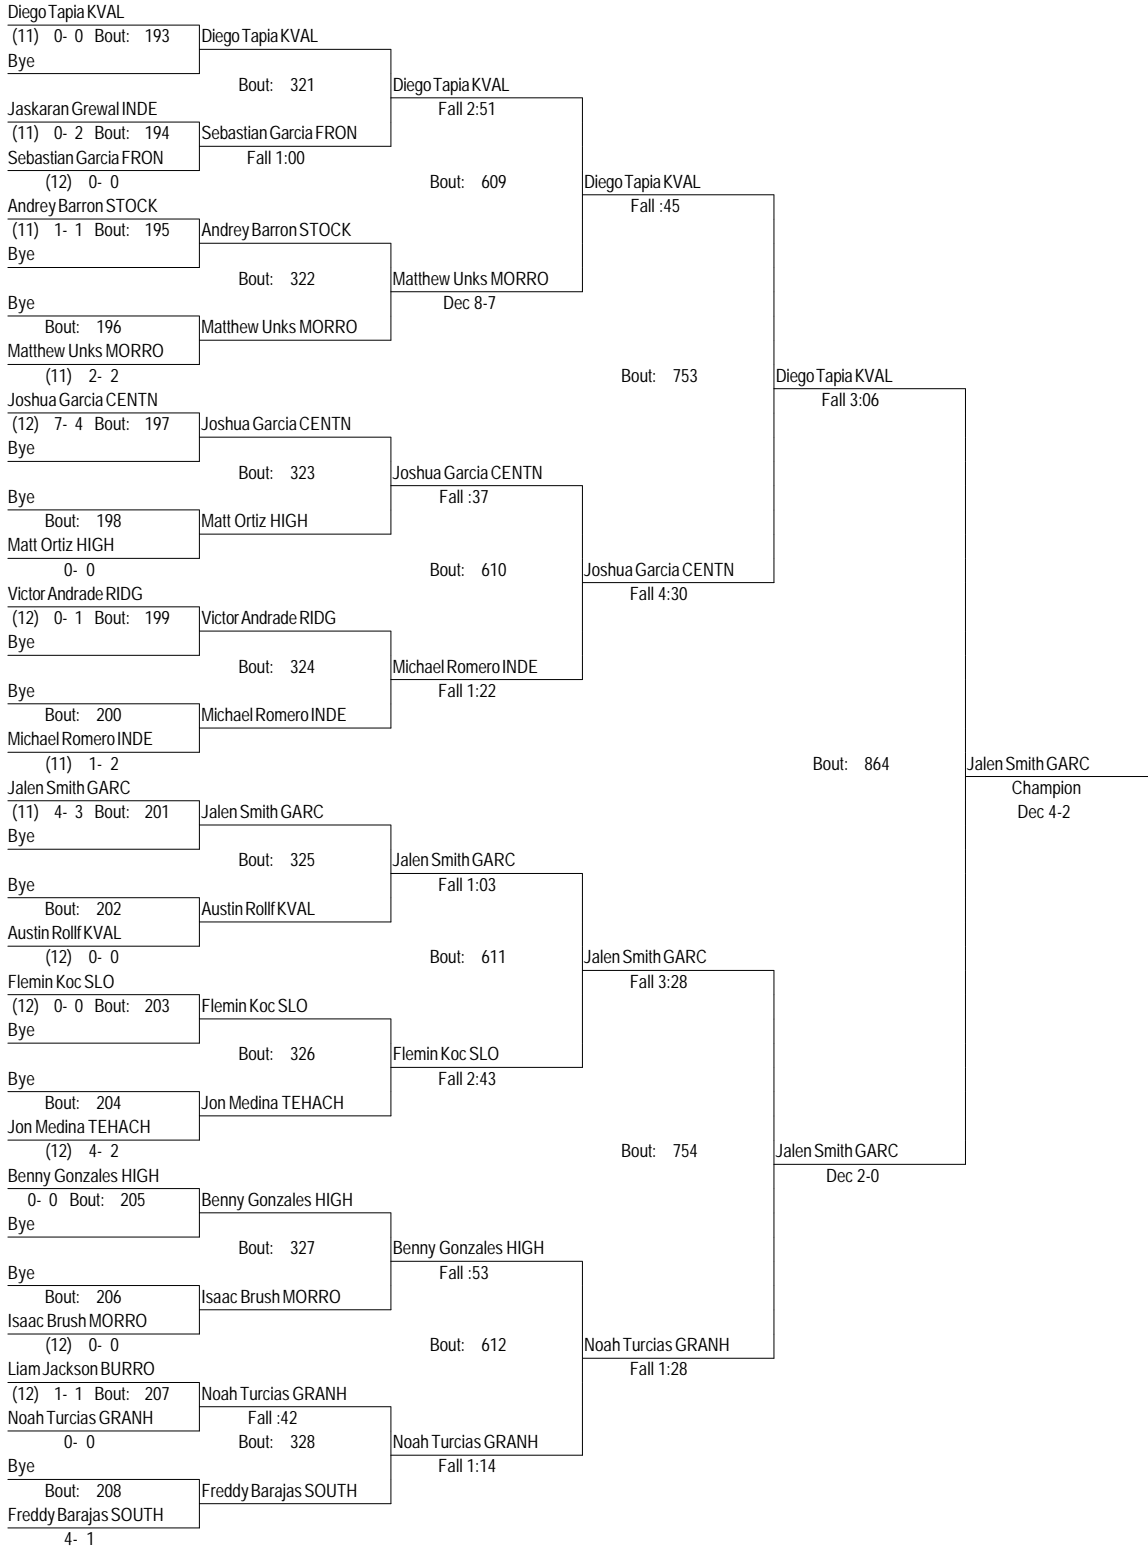 Diego Tapia KVAL
(11) 0- 0 Bout: 193 Diego Tapia KVAL
Bye
Bout: 321 Diego Tapia KVAL
Jaskaran Grewal INDE Fall 2:51
(11) 0- 2 Bout: 194 Sebastian Garcia FRON
Sebastian Garcia FRON Fall 1:00
(12) 0- 0 Bout: 609 Diego Tapia KVAL
Andrey Barron STOCK Fall :45
(11) 1- 1 Bout: 195 Andrey Barron STOCK
Bye
Bout: 322 Matthew Unks MORRO
Bye Dec 8-7
Bout: 196 Matthew Unks MORRO
Matthew Unks MORRO
(11) 2- 2 Bout: 753 Diego Tapia KVAL
Joshua Garcia CENTN Fall 3:06
(12) 7- 4 Bout: 197 Joshua Garcia CENTN
Bye
Bout: 323 Joshua Garcia CENTN
Bye Fall :37
Bout: 198 Matt Ortiz HIGH
Matt Ortiz HIGH
0- 0 Bout: 610 Joshua Garcia CENTN
Victor Andrade RIDG Fall 4:30
(12) 0- 1 Bout: 199 Victor Andrade RIDG
Bye
Bout: 324 Michael Romero INDE
Bye Fall 1:22
Bout: 200 Michael Romero INDE
Michael Romero INDE
(11) 1- 2 Bout: 864 Jalen Smith GARC
Jalen Smith GARC Champion
(11) 4- 3 Bout: 201 Jalen Smith GARC Dec 4-2
Bye
Bout: 325 Jalen Smith GARC
Bye Fall 1:03
Bout: 202 Austin Rollf KVAL
Austin Rollf KVAL
(12) 0- 0 Bout: 611 Jalen Smith GARC
Flemin Koc SLO Fall 3:28
(12) 0- 0 Bout: 203 Flemin Koc SLO
Bye
Bout: 326 Flemin Koc SLO
Bye Fall 2:43
Bout: 204 Jon Medina TEHACH
Jon Medina TEHACH
(12) 4- 2 Bout: 754 Jalen Smith GARC
Benny Gonzales HIGH Dec 2-0
0- 0 Bout: 205 Benny Gonzales HIGH
Bye
Bout: 327 Benny Gonzales HIGH
Bye Fall :53
Bout: 206 Isaac Brush MORRO
Isaac Brush MORRO
(12) 0- 0 Bout: 612 Noah Turcias GRANH
Liam Jackson BURRO Fall 1:28
(12) 1- 1 Bout: 207 Noah Turcias GRANH
Noah Turcias GRANH Fall :42
0- 0 Bout: 328 Noah Turcias GRANH
Bye Fall 1:14
Bout: 208 Freddy Barajas SOUTH
Freddy Barajas SOUTH
4- 1